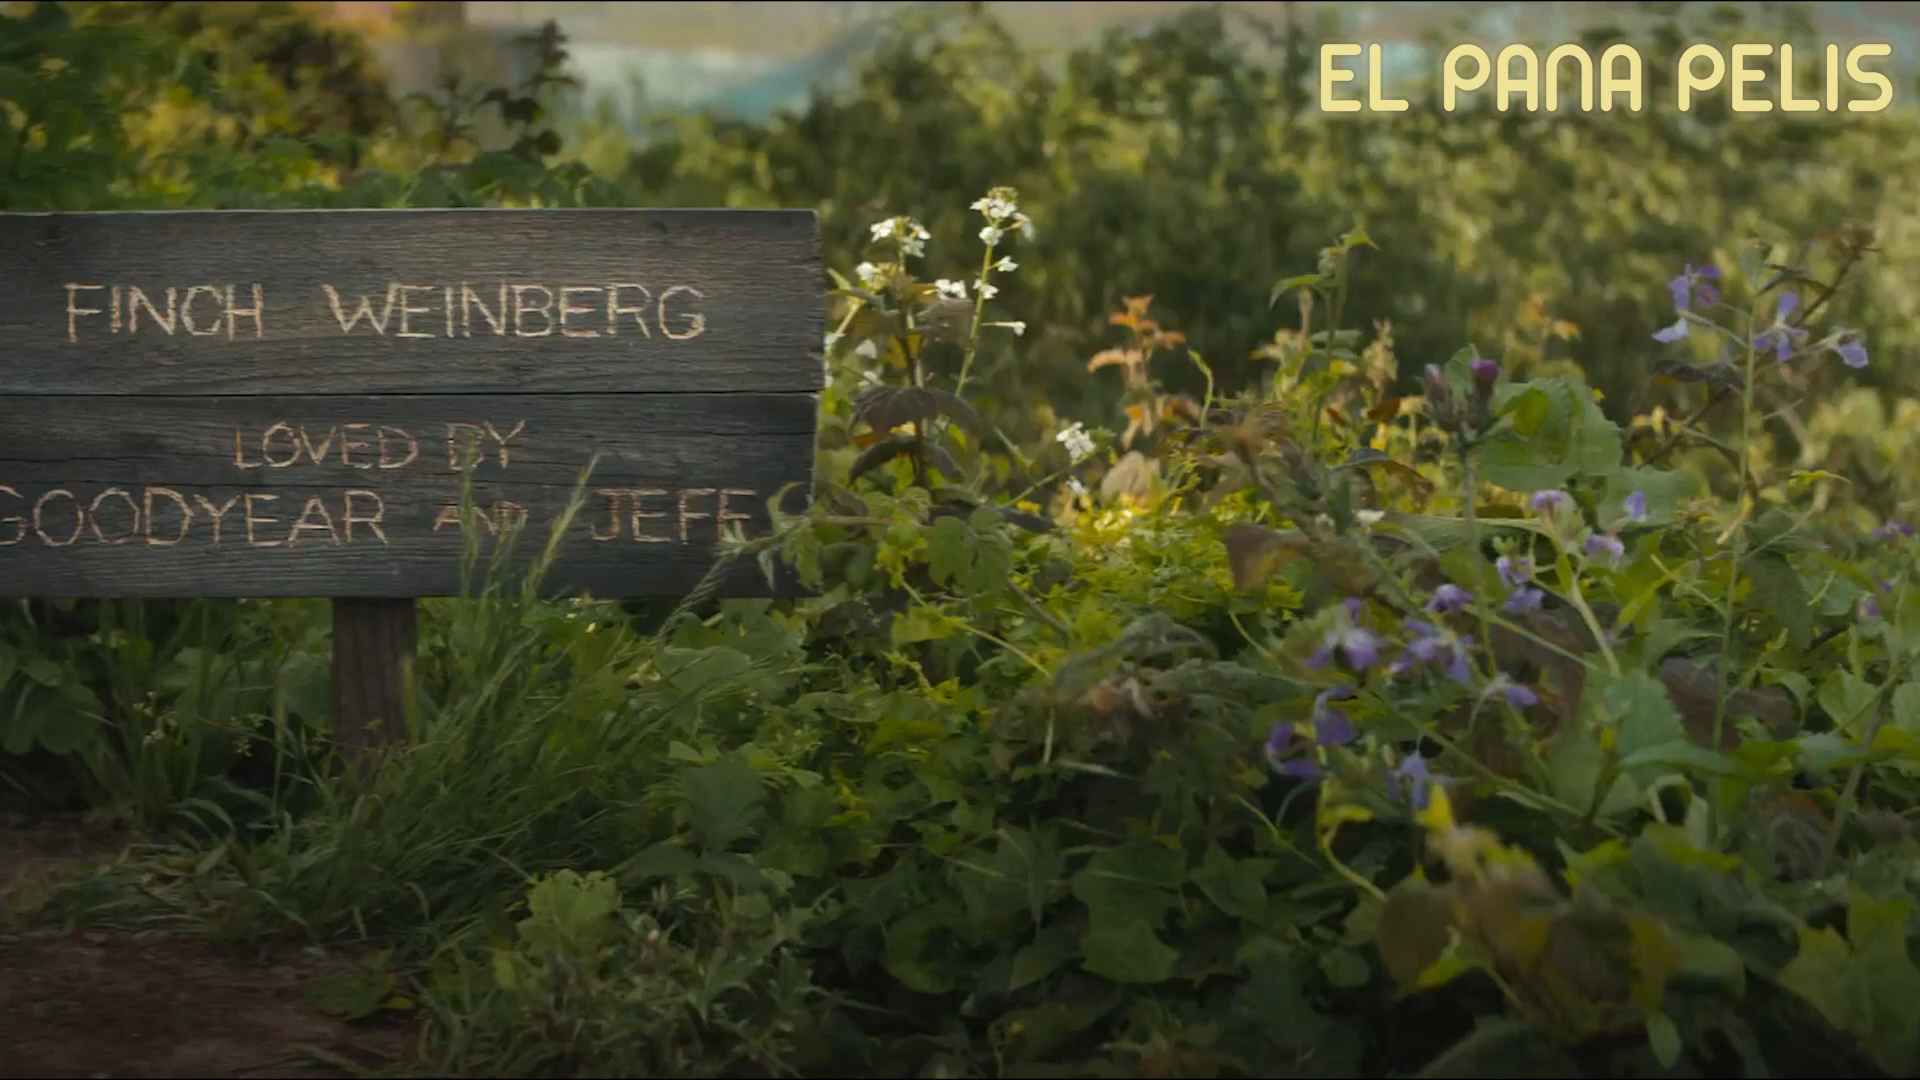 EL PANA PELIS
FINCH WEINBERG
LOVED BY
GOODYEAR AND JEFF